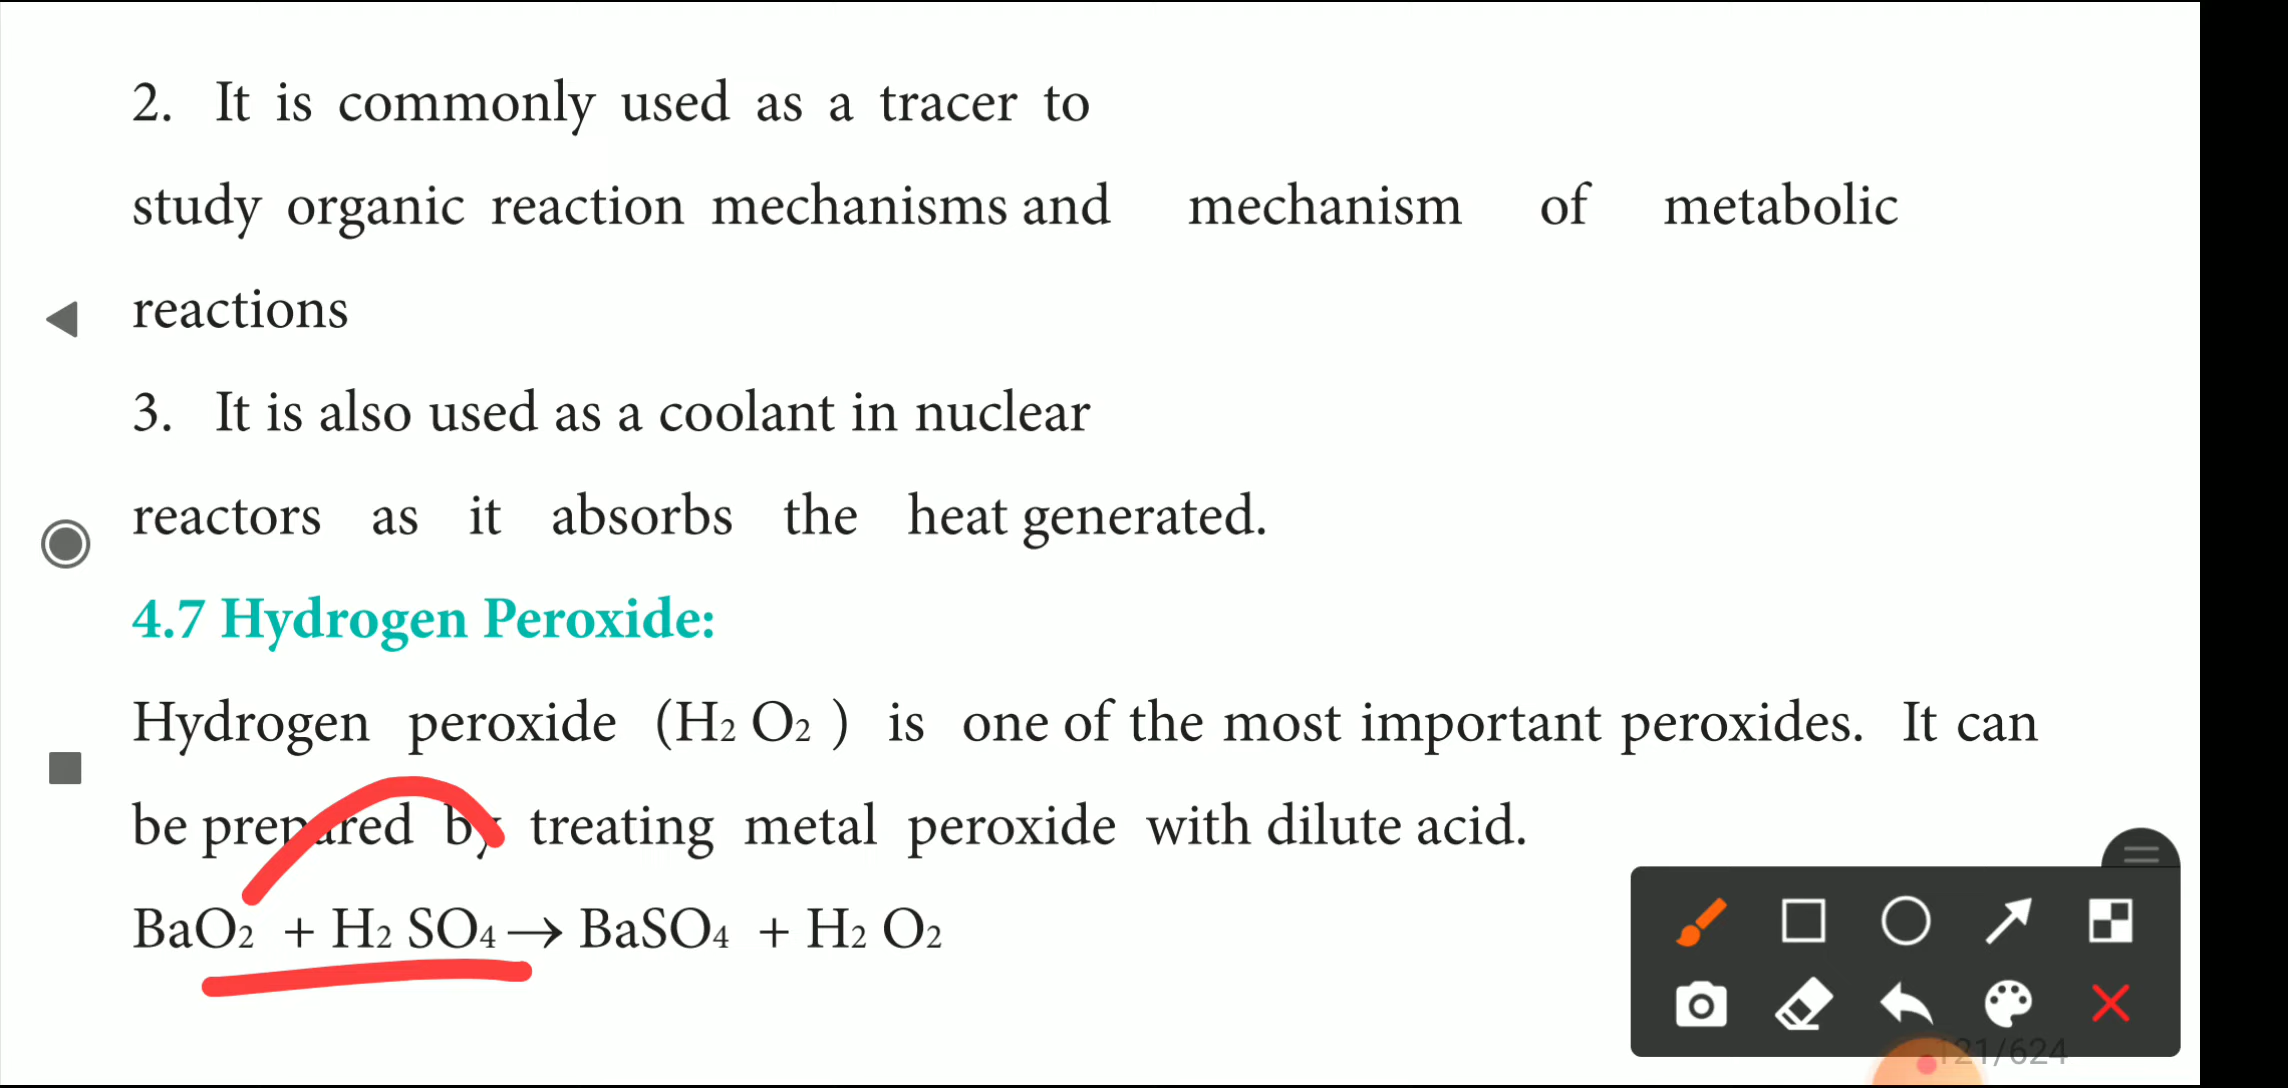 2. It is commonly used as a tracer to
study organic reaction mechanisms and mechanism of metabolic
reactions
3. It is also used as a coolant in nuclear
reactors as it absorbs the heat generated.
4.7 Hydrogen Peroxide:
Hydrogen peroxide (H2 O2 ) is one of the most important peroxides. It can
be prepared by treating metal peroxide with dilute acid.
BaO2 + H2 SO4 → BaSO4 + H2 O2
121/624